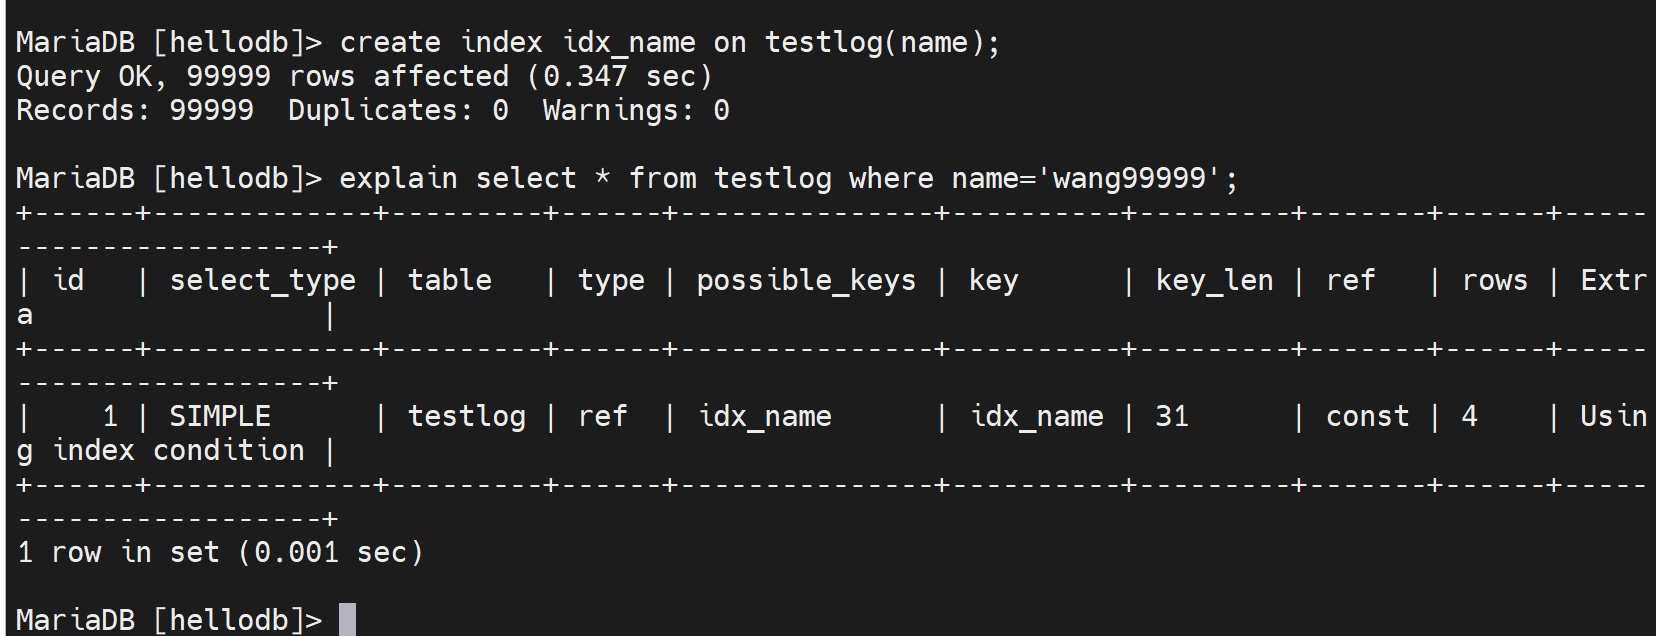 MariaDB [hellodb]> create index idx_name on testlog(name);
Query OK, 99999 rows affected (0.347 sec)
Records: 99999  Duplicates: 0  Warnings: 0
MariaDB [hellodb]> explain select * from testlog where name='wang99999';
+------+-------------+---------+------+---------------+----------+---------+-------+------+-----
------------------+
| id   | select_type | table   | type | possible_keys | key      | key_len | ref   | rows | Extr
a                 |
+------+-------------+---------+------+---------------+----------+---------+-------+------+-----
------------------+
|    1 | SIMPLE      | testlog | ref  | idx_name      | idx_name | 31      | const | 4    | Usin
g index condition |
+------+-------------+---------+------+---------------+----------+---------+-------+------+-----
------------------+
1 row in set (0.001 sec)
MariaDB [hellodb]>